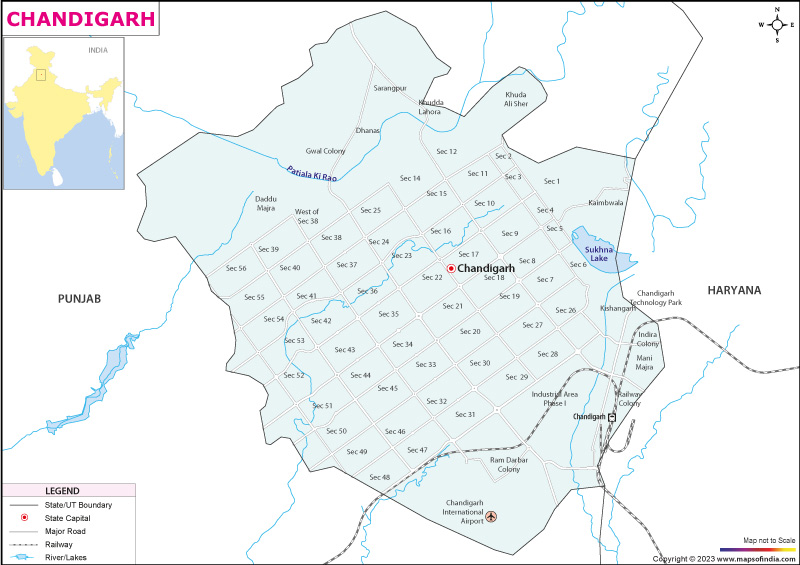 CHANDIGARH
INDIA
N
W
E
S
Sarangpur
Khudda
Lahora
Khuda
Ali Sher
Dhanas
Gwal Colony
Patiala Ki Rao
Sec 12
Sec 2
Sec 11
Sec 3
Sec 1
Sec 14
Sec 15
Sec 10
Kaimbwala
Daddu
Majra
West of
Sec 38
Sec 25
Sec 4
Sec 16
Sec 9
Sec 5
Sec 38
Sec 24
Sec 39
Sec 23
Sec 17
Sec 8
Sukhna
Lake
Sec 56
Sec 40
Sec 37
Chandigarh
Sec 22
Sec 18
Sec 6
Sec 7
PUNJAB
HARYANA
Sec 55
Sec 41
Sec 36
Sec 21
Sec 19
Chandigarh
Technology Park
Kishangarh
Sec 26
Sec 54
Sec 42
Sec 35
Sec 20
Sec 27
Indira
Colony
Sec 53
Sec 43
Sec 34
Sec 28
Mani
Majra
Sec 33
Sec 30
Sec 52
Sec 44
Sec 29
Sec 45
Industrial Area
Phase I
Railway
Colony
Sec 51
Sec 32
Sec 31
Chandigarh
Sec 50
Sec 46
Sec 49
Sec 47
Ram Darbar
Colony
Sec 48
Chandigarh
International
Airport
LEGEND
State/UT Boundary
State Capital
Major Road
Railway
River/Lakes
Map not to Scale
Copyright © 2023 www.mapsofindia.com